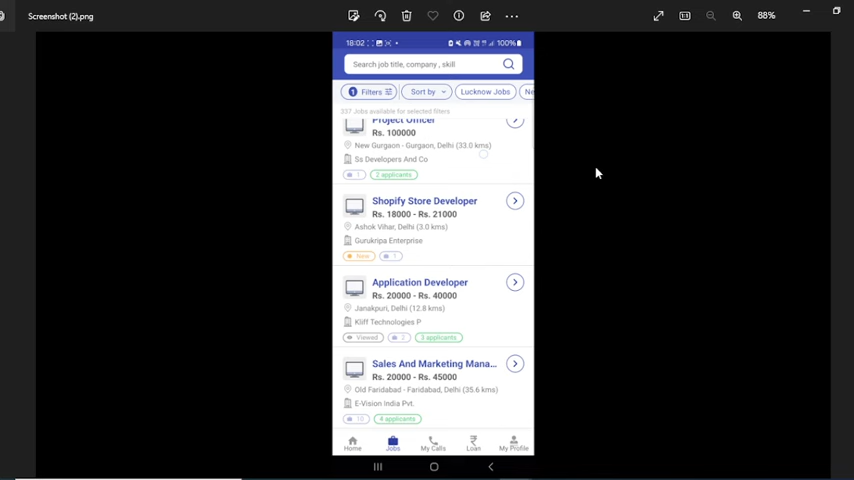 Screenshot (2).png
88%
18:02
100%
Search job title, company , skill
1 Filters
Sort by
Lucknow Jobs
Ne
337 Jobs available for selected filters
Project Officer
Rs. 100000
New Gurgaon - Gurgaon, Delhi (33.0 kms)
Ss Developers And Co
1
2 applicants
Shopify Store Developer
Rs. 18000 - Rs. 21000
Ashok Vihar, Delhi (3.0 kms)
Gurukripa Enterprise
New
1
Application Developer
Rs. 20000 - Rs. 40000
Janakpuri, Delhi (12.8 kms)
Kliff Technologies P
Viewed
2
3 applicants
Sales And Marketing Mana...
Rs. 20000 - Rs. 45000
Old Faridabad - Faridabad, Delhi (35.6 kms)
E-Vision India Pvt.
10
4 applicants
Home
Jobs
My Calls
Loan
My Profile